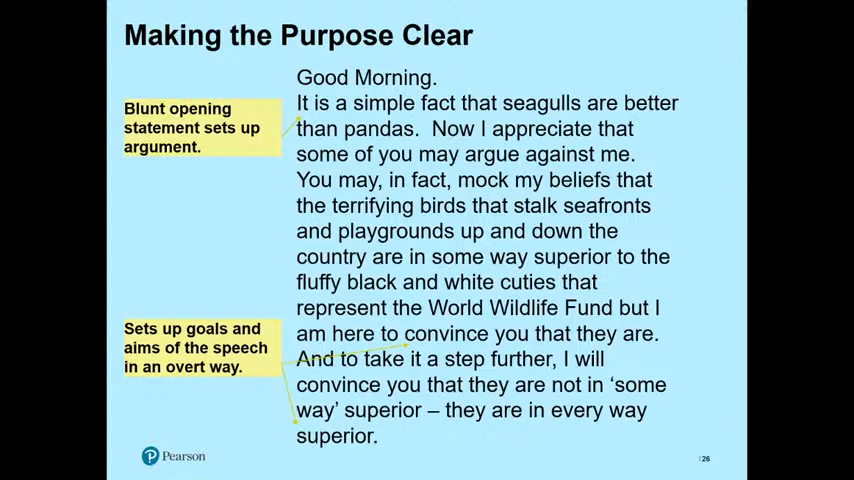 Making the Purpose Clear
Good Morning.
Blunt opening
statement sets up
argument.
It is a simple fact that seagulls are better
than pandas.  Now I appreciate that
some of you may argue against me.
You may, in fact, mock my beliefs that
the terrifying birds that stalk seafronts
and playgrounds up and down the
country are in some way superior to the
fluffy black and white cuties that
represent the World Wildlife Fund but I
am here to convince you that they are.
Sets up goals and
aims of the speech
in an overt way.
And to take it a step further, I will
convince you that they are not in ‘some
way’ superior – they are in every way
superior.
Pearson
26